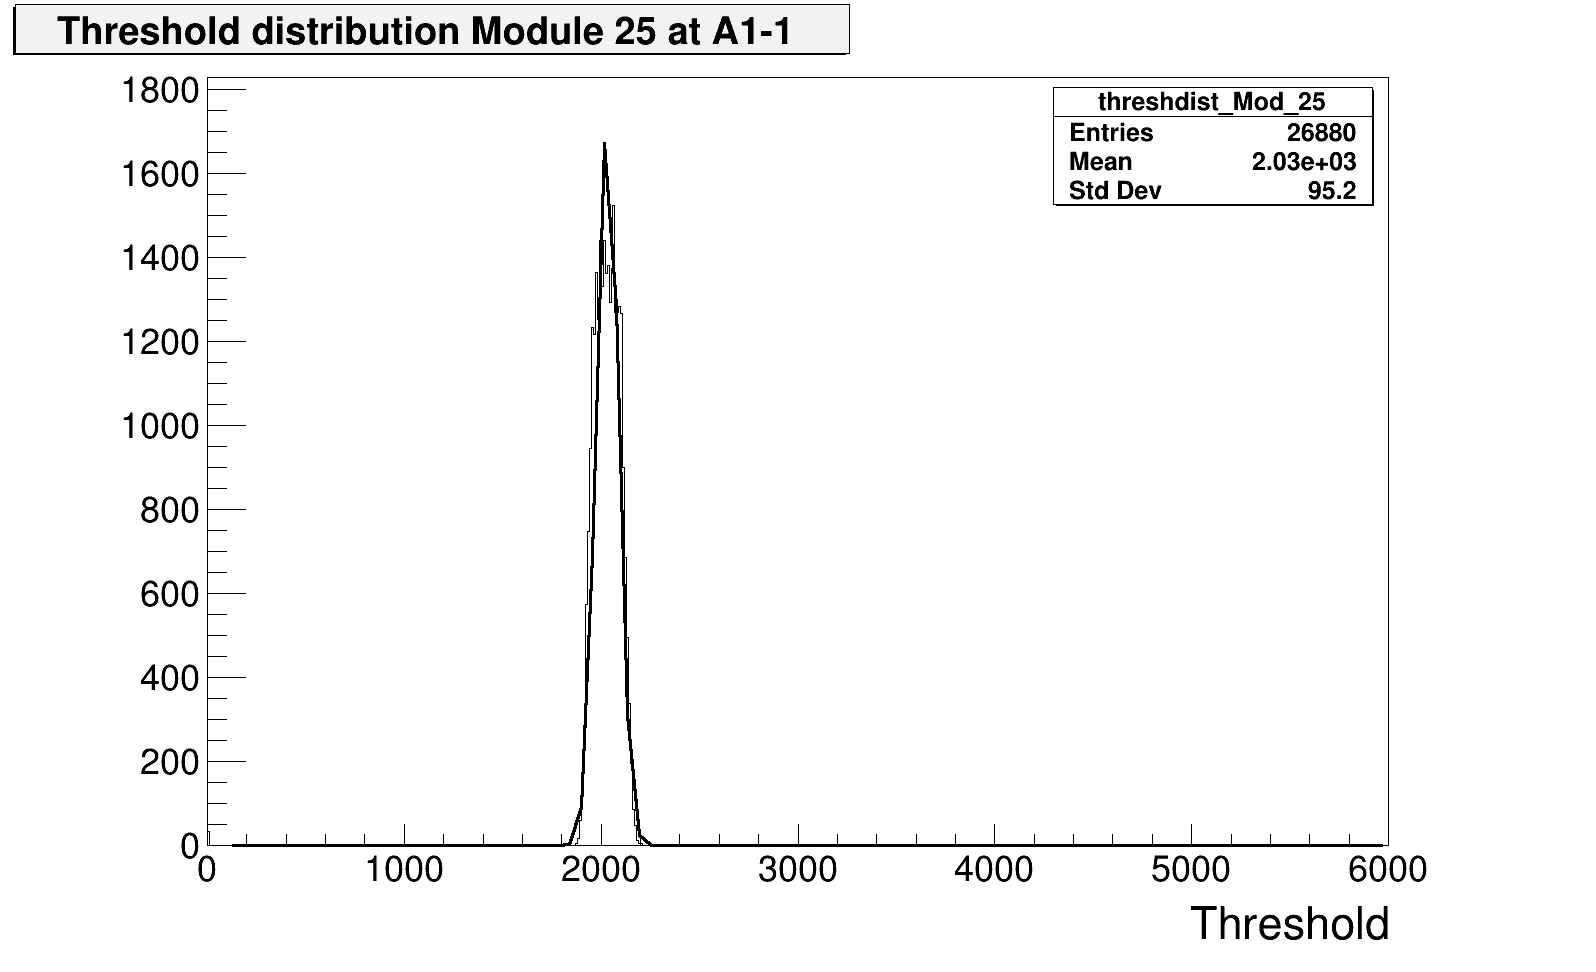 Threshold distribution Module 25 at A1-1
threshdist_Mod_25
Entries 26880
Mean 2.03e+03
Std Dev 95.2
1800
1600
1400
1200
1000
800
600
400
200
0
0 1000 2000 3000 4000 5000 6000
Threshold